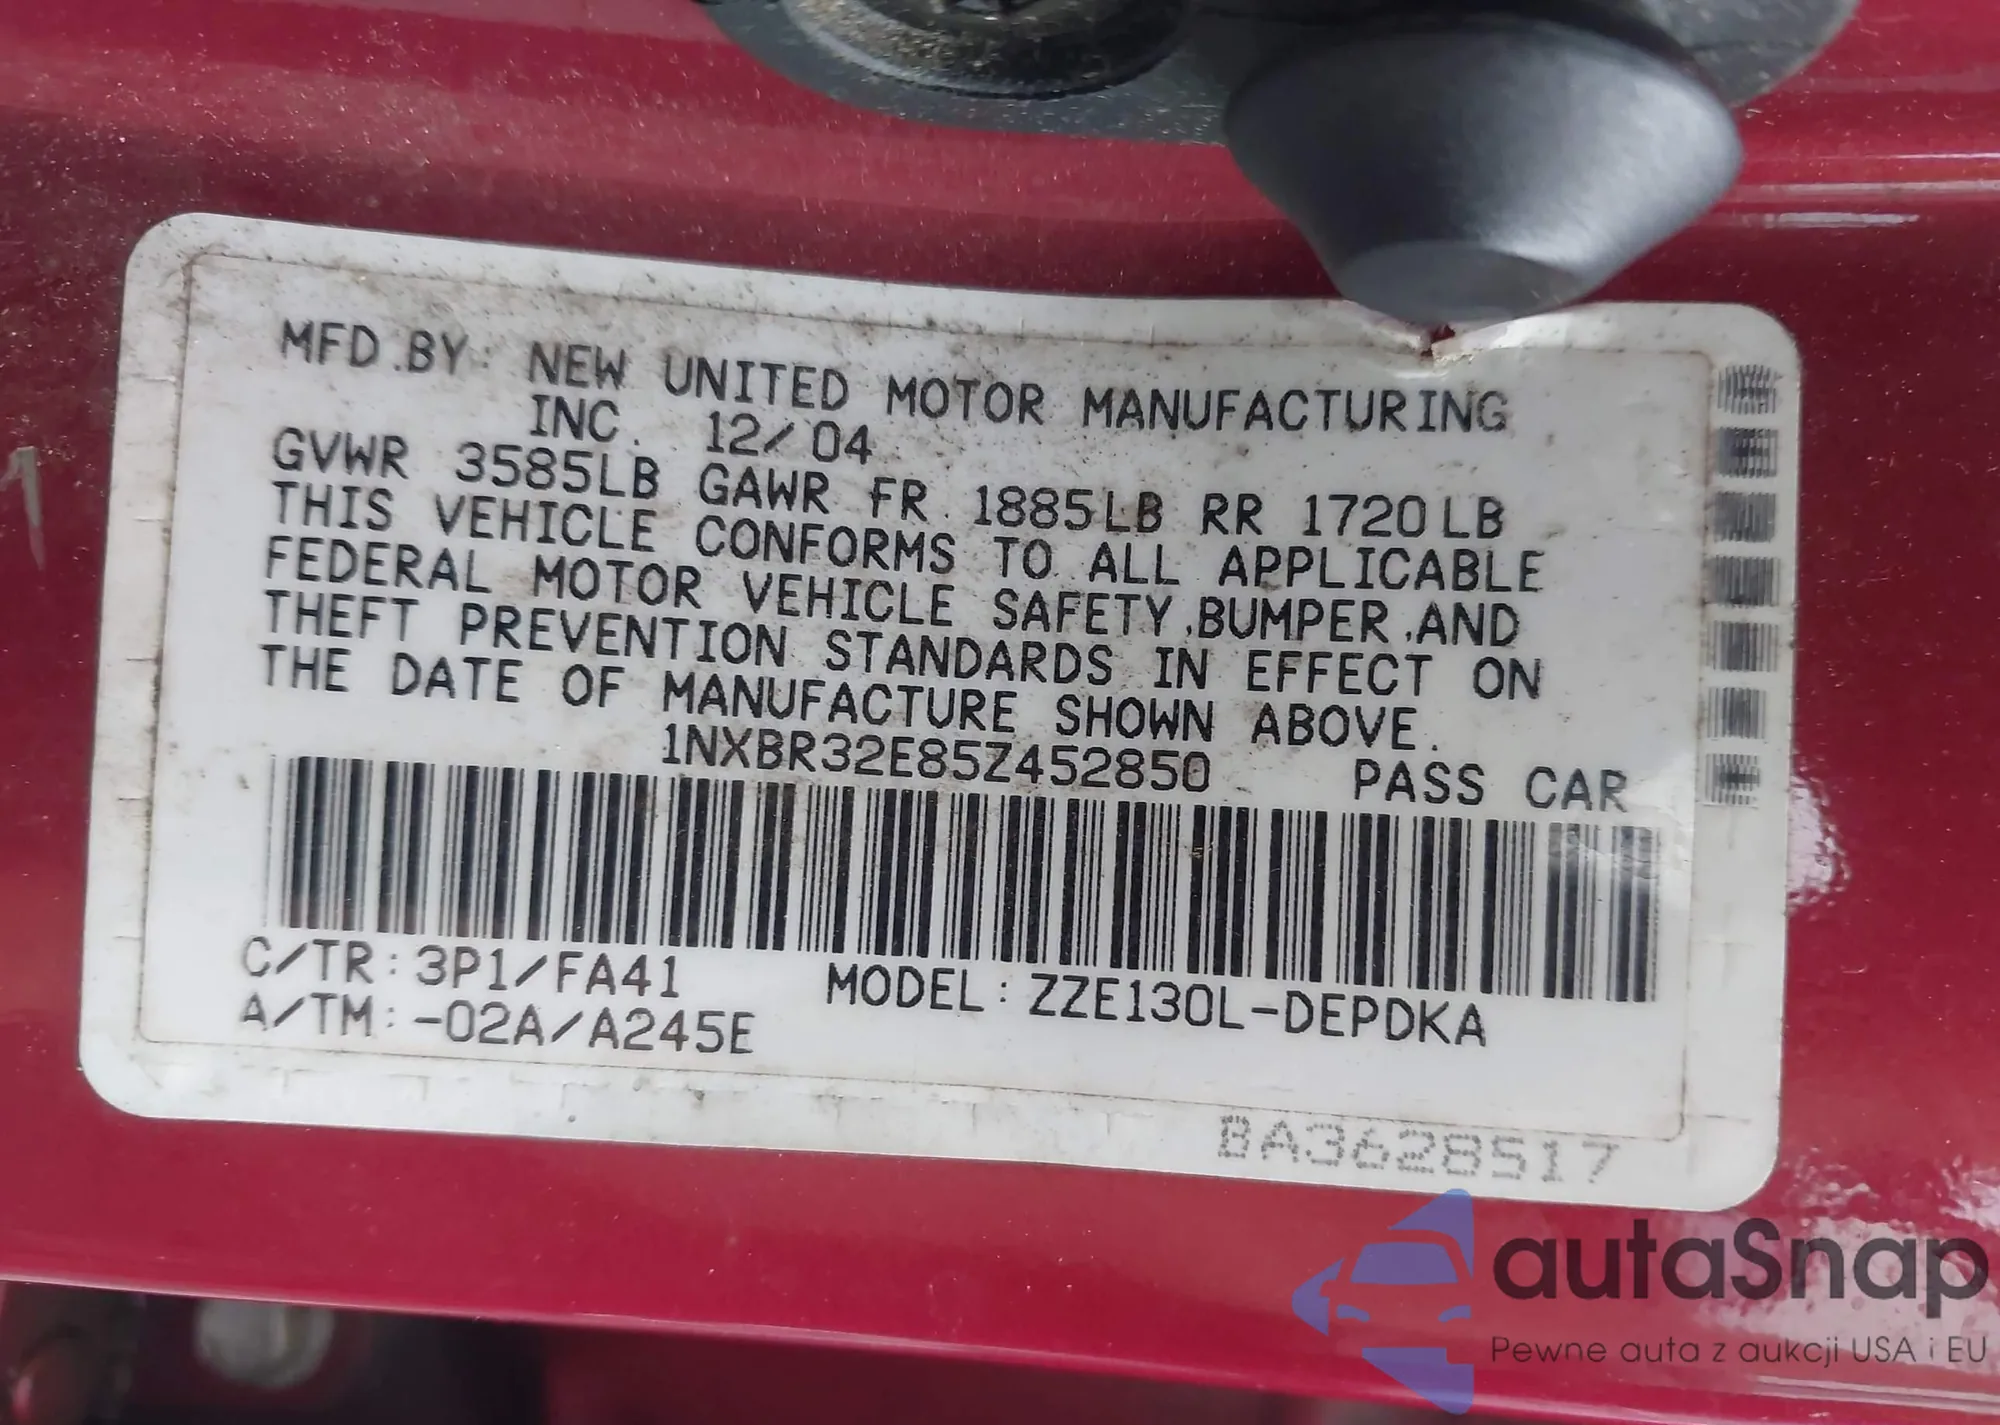 MFD.BY: NEW UNITED MOTOR MANUFACTURING
INC. 12/04
GVWR 3585LB GAWR FR. 1885LB RR 1720LB
THIS VEHICLE CONFORMS TO ALL APPLICABLE
FEDERAL MOTOR VEHICLE SAFETY,BUMPER,AND
THEFT PREVENTION STANDARDS IN EFFECT ON
THE DATE OF MANUFACTURE SHOWN ABOVE.
1NXBR32E85Z452850 PASS CAR
C/TR:3P1/FA41 MODEL:ZZE130L-DEPDKA
A/TM:-02A/A245E
BA3628517
autaSnap
Pewne auta z aukcji USA i EU